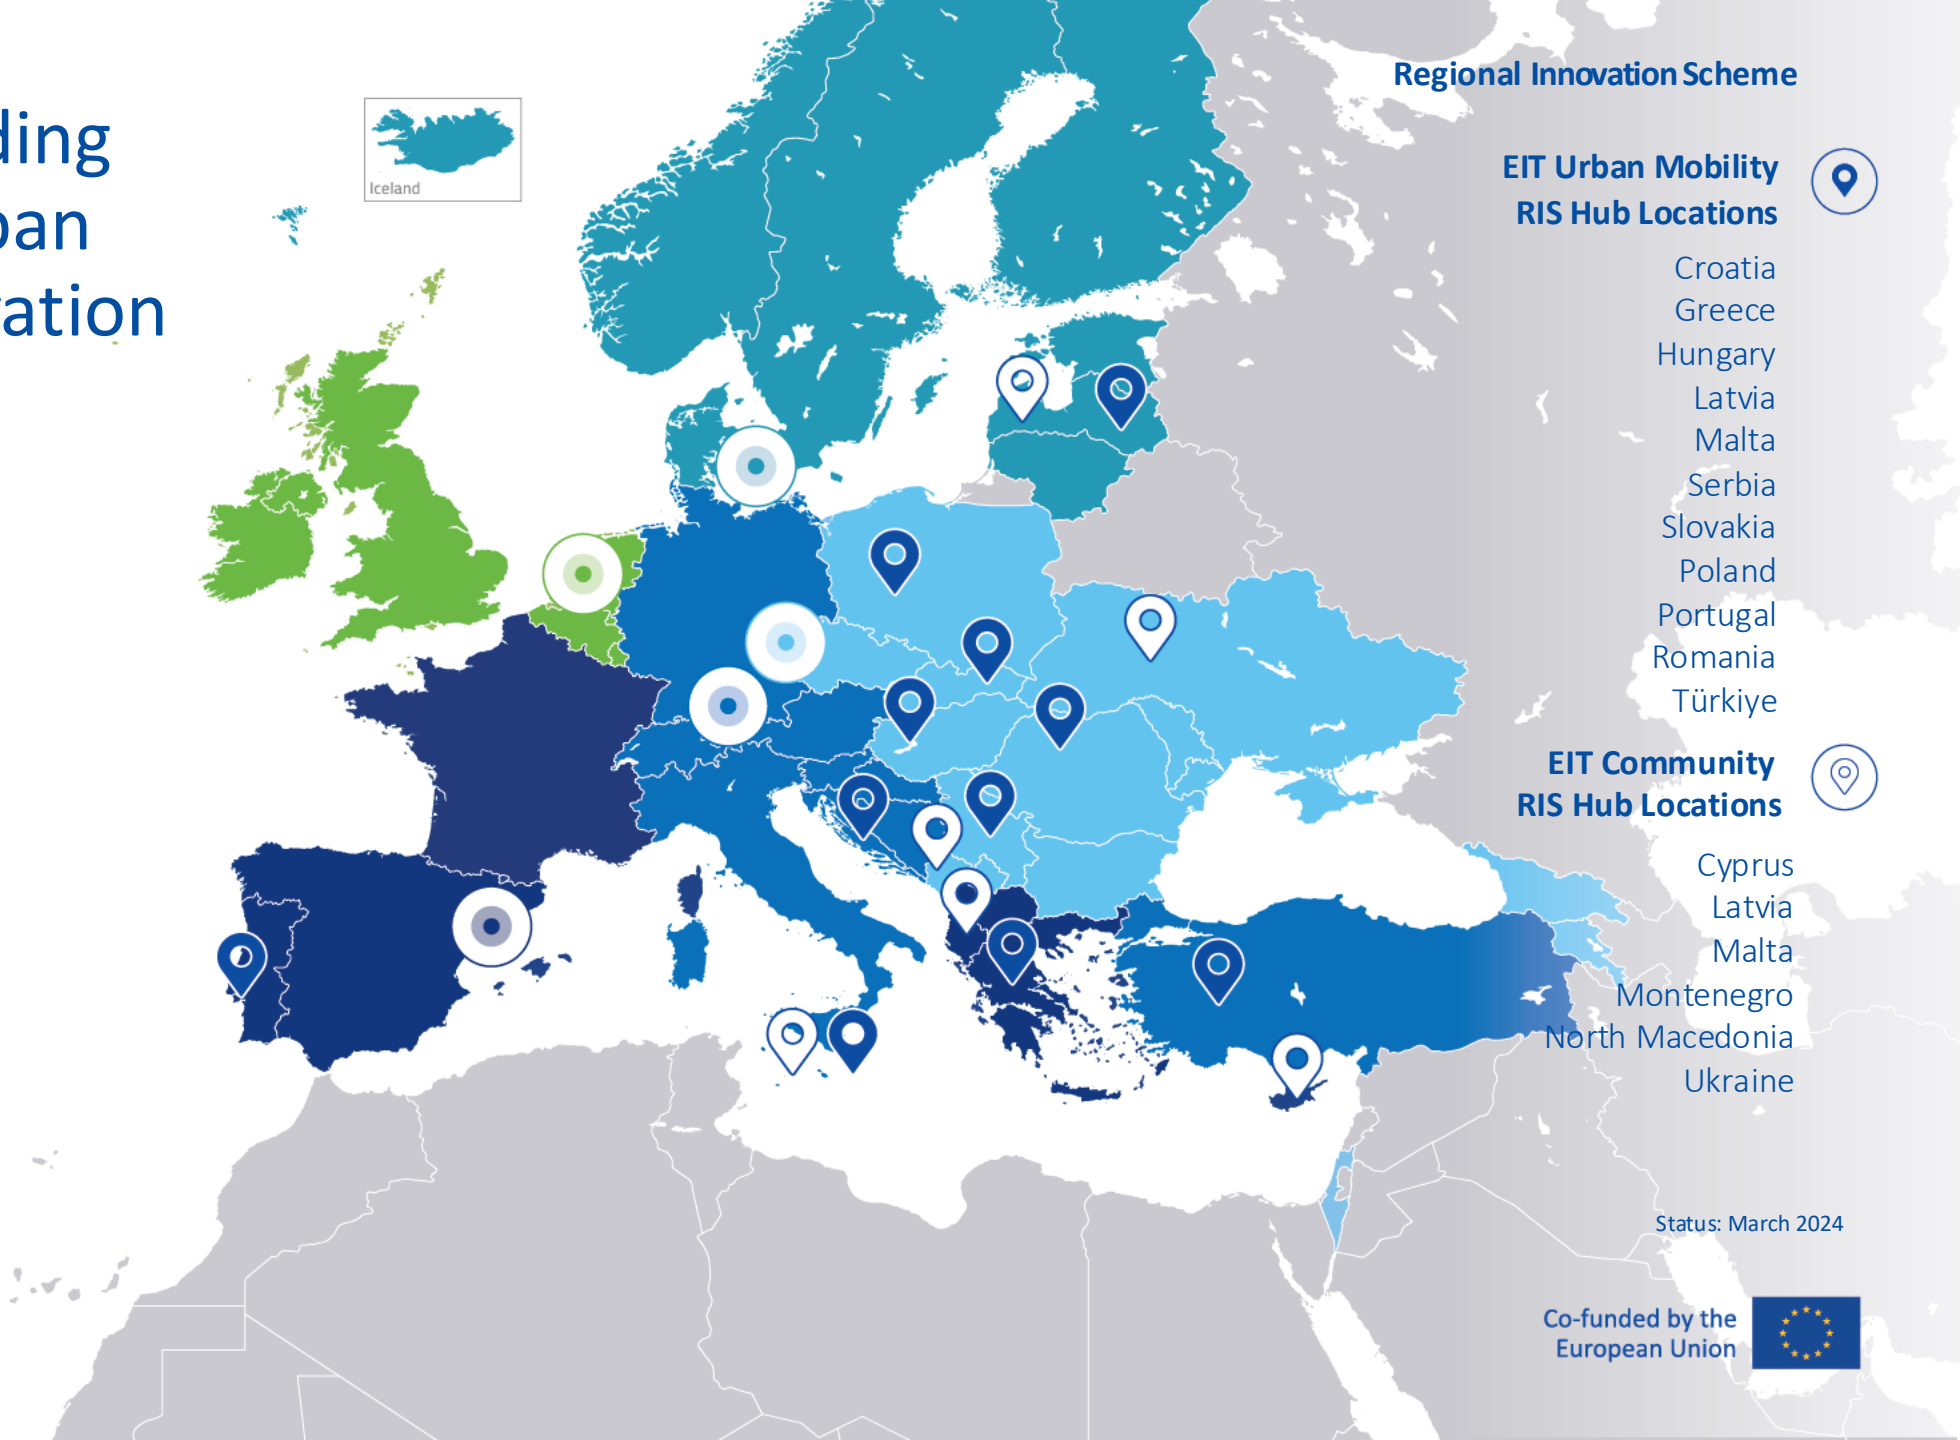 ding
ban
vation
Iceland
Regional Innovation Scheme
EIT Urban Mobility
RIS Hub Locations
Croatia
Greece
Hungary
Latvia
Malta
Serbia
Slovakia
Poland
Portugal
Romania
Türkiye
EIT Community
RIS Hub Locations
Cyprus
Latvia
Malta
Montenegro
North Macedonia
Ukraine
Status: March 2024
Co-funded by the
European Union